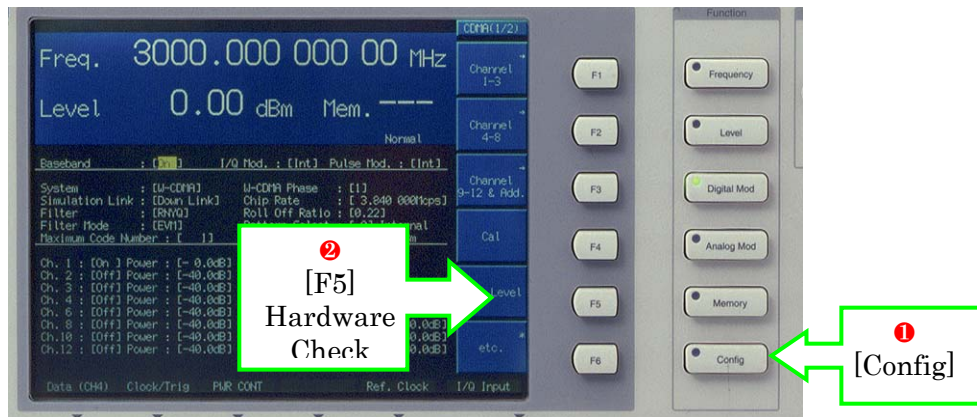 Function
CDMA(1/2)
Freq. 3000.000 000 00 MHz
Level 0.00 dBm Mem. ---
Normal
Baseband : [On ] I/Q Mod. : [Int] Pulse Mod. : [Int]
System : [W-CDMA] W-CDMA Phase : [1]
Simulation Link : [Down Link] Chip Rate : [ 3.840 000Mcps]
Filter : [RNYQ] Roll Off Ratio : [0.22]
Filter Mode : [EVM]
Maximum Code Number : [ 1]
Ch. 1 : [On ] Power : [- 0.0dB]
Ch. 2 : [Off] Power : [-40.0dB]
Ch. 3 : [Off] Power : [-40.0dB]
Ch. 4 : [Off] Power : [-40.0dB]
Ch. 6 : [Off] Power : [-40.0dB]
Ch. 8 : [Off] Power : [-40.0dB]
Ch.10 : [Off] Power : [-40.0dB] 0.0dB]
Ch.12 : [Off] Power : [-40.0dB] 0.0dB]
Data (CH4) Clock/Trig PWR CONT Ref. Clock I/Q Input
Channel
1-3
Channel
4-8
Channel
9-12 & Add.
Cal
Level
etc.
F1
F2
F3
F4
F5
F6
Frequency
Level
Digital Mod
Analog Mod
Memory
Config
❷
[F5]
Hardware
Check
❶
[Config]